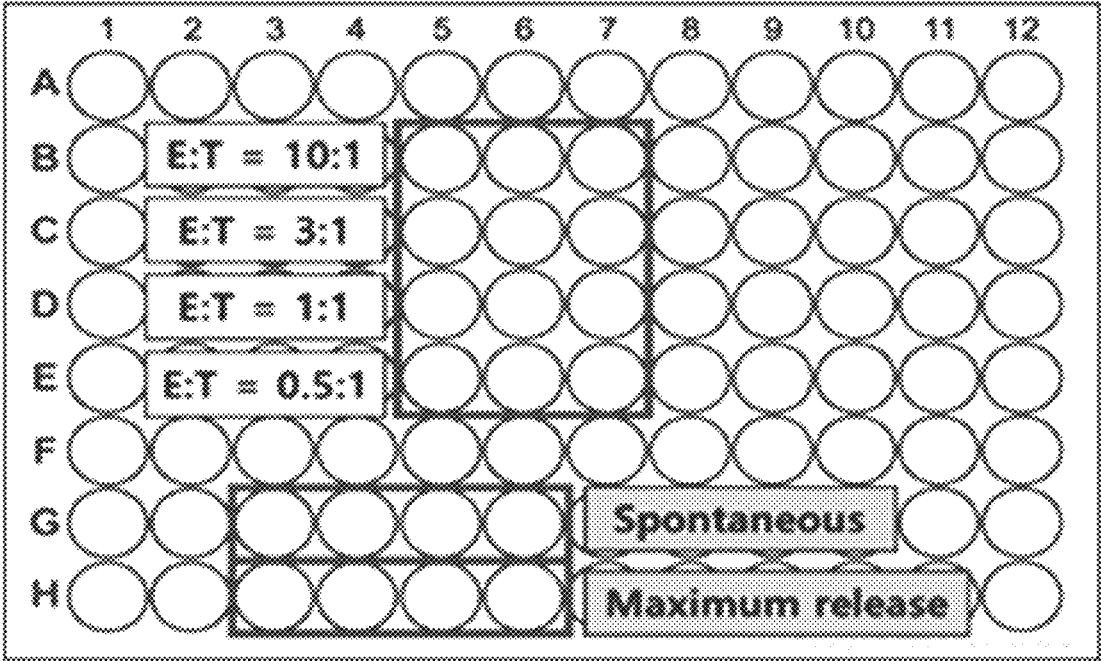 1 2 3 4 5 6 7 8 9 10 11 12
A
B E:T = 10:1
C E:T = 3:1
D E:T = 1:1
E E:T = 0.5:1
F
G Spontaneous
H Maximum release